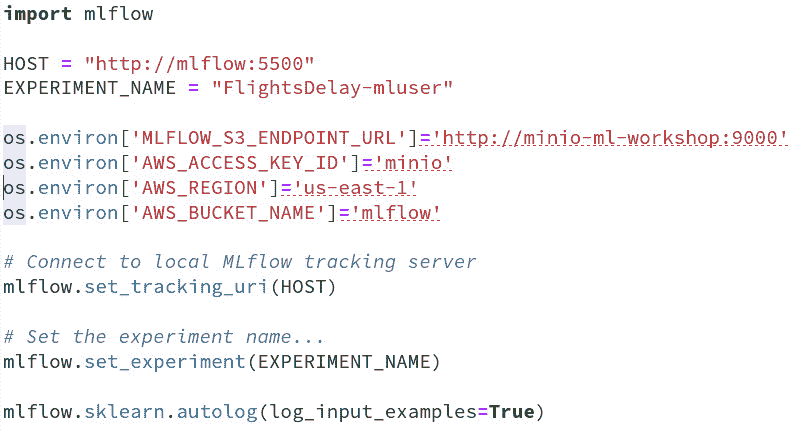 import mlflow
HOST = "http://mlflow:5500"
EXPERIMENT_NAME = "FlightsDelay-mluser"
os.environ['MLFLOW_S3_ENDPOINT_URL']='http://minio-ml-workshop:9000'
os.environ['AWS_ACCESS_KEY_ID']='minio'
os.environ['AWS_REGION']='us-east-1'
os.environ['AWS_BUCKET_NAME']='mlflow'
# Connect to local MLflow tracking server
mlflow.set_tracking_uri(HOST)
# Set the experiment name...
mlflow.set_experiment(EXPERIMENT_NAME)
mlflow.sklearn.autolog(log_input_examples=True)